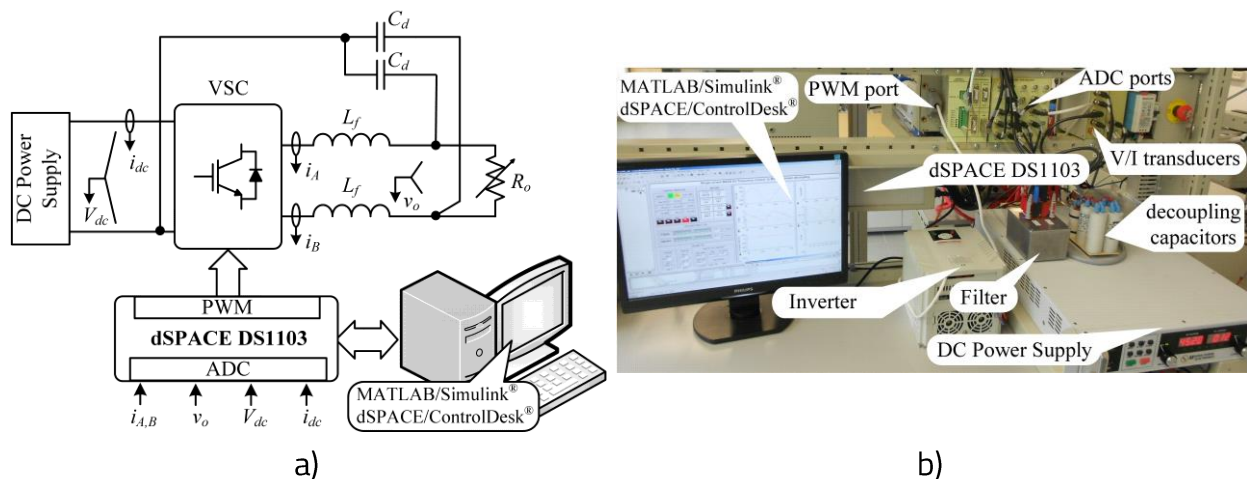 C_d
C_d
VSC
DC Power
Supply
i_dc
V_dc
L_f
i_A
L_f
v_o
R_o
i_B
PWM
dSPACE DS1103
ADC
MATLAB/Simulink®
dSPACE/ControlDesk®
i_A,B
v_o
V_dc
i_dc
a)
MATLAB/Simulink®
dSPACE/ControlDesk®
PWM port
ADC ports
V/I transducers
dSPACE DS1103
decoupling
capacitors
Inverter
Filter
DC Power Supply
PHILIPS
b)